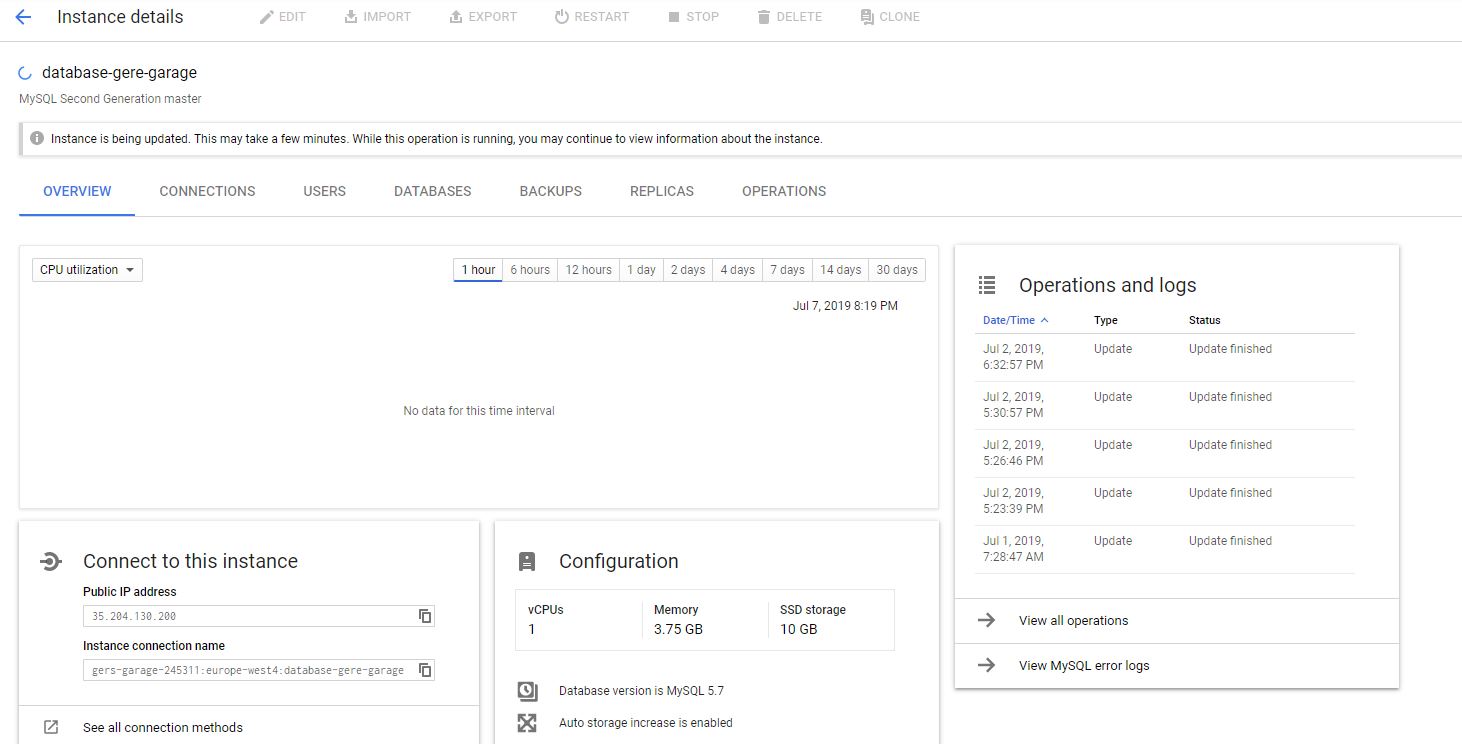 Instance details
EDIT
IMPORT
EXPORT
RESTART
STOP
DELETE
CLONE
database-gere-garage
MySQL Second Generation master
Instance is being updated. This may take a few minutes. While this operation is running, you may continue to view information about the instance.
OVERVIEW
CONNECTIONS
USERS
DATABASES
BACKUPS
REPLICAS
OPERATIONS
CPU utilization
1 hour
6 hours
12 hours
1 day
2 days
4 days
7 days
14 days
30 days
Jul 7, 2019 8:19 PM
No data for this time interval
Connect to this instance
Public IP address
35.204.130.200
Instance connection name
gers-garage-245311:europe-west4:database-gere-garage
See all connection methods
Configuration
vCPUs
1
Memory
3.75 GB
SSD storage
10 GB
Database version is MySQL 5.7
Auto storage increase is enabled
Operations and logs
Date/Time
Type
Status
Jul 2, 2019,
6:32:57 PM
Update
Update finished
Jul 2, 2019,
5:30:57 PM
Update
Update finished
Jul 2, 2019,
5:26:46 PM
Update
Update finished
Jul 2, 2019,
5:23:39 PM
Update
Update finished
Jul 1, 2019,
7:28:47 AM
Update
Update finished
View all operations
View MySQL error logs